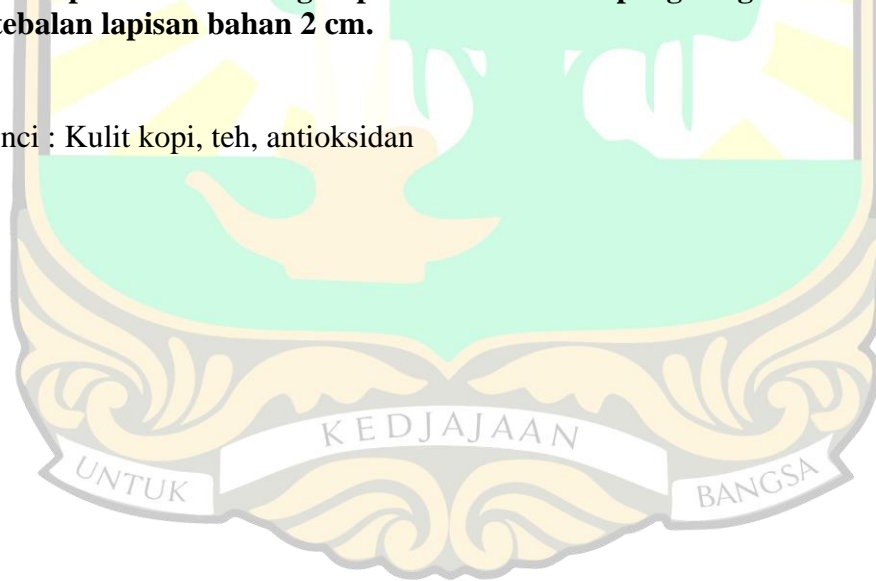 tebalan lapisan bahan 2 cm.
nci : Kulit kopi, teh, antioksidan
KEDJAJAAN
UNTUK
BANGSA